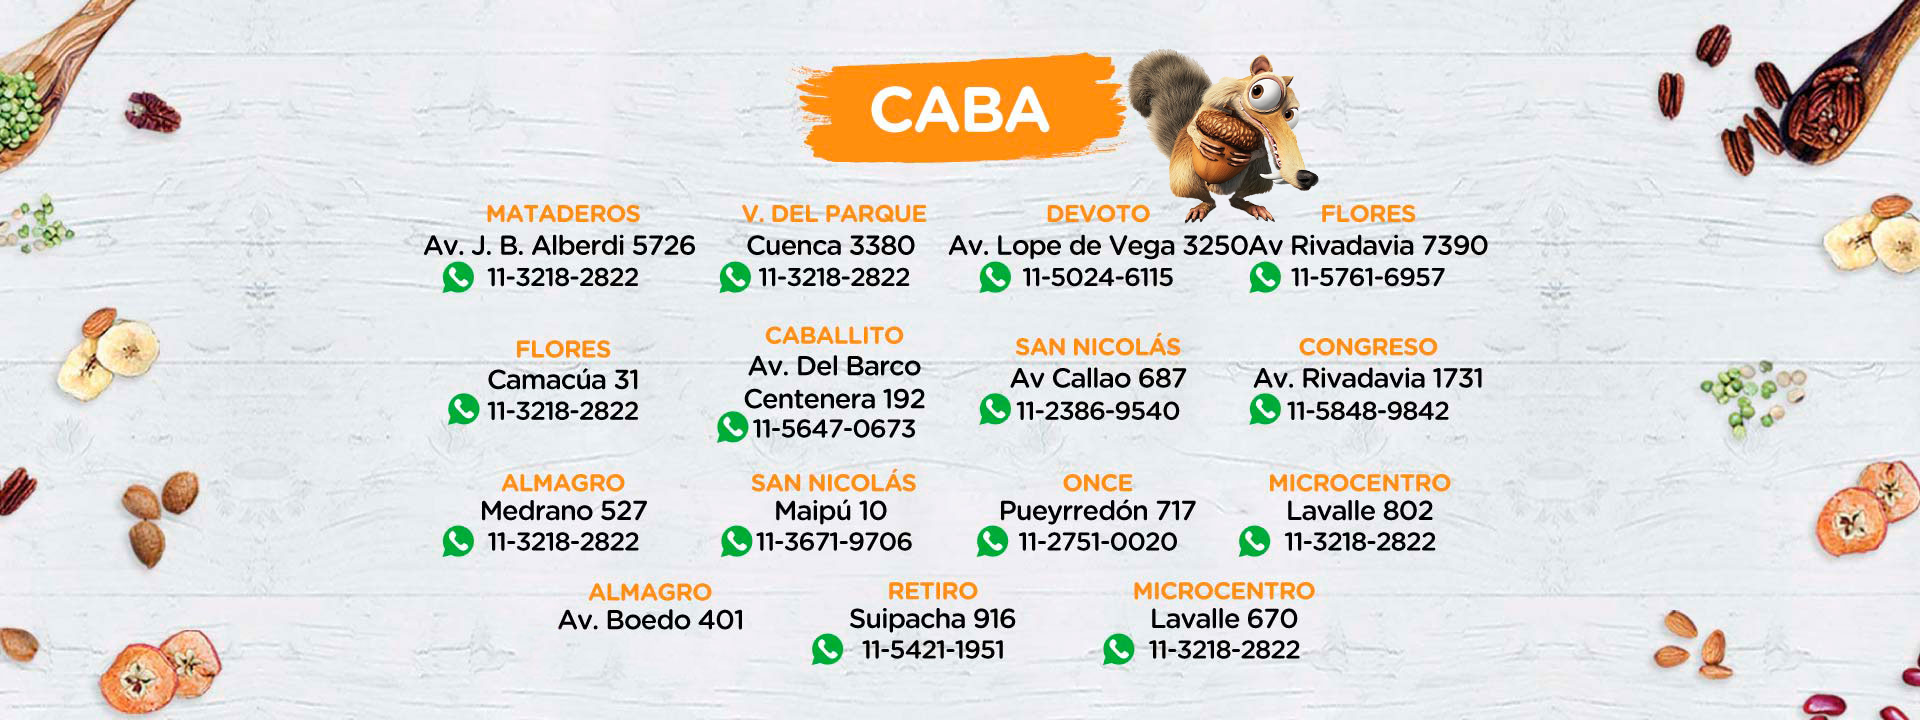 CABA
MATADEROS
Av. J. B. Alberdi 5726
11-3218-2822
V. DEL PARQUE
Cuenca 3380
11-3218-2822
DEVOTO
Av. Lope de Vega 3250
11-5024-6115
FLORES
Av Rivadavia 7390
11-5761-6957
FLORES
Camacúa 31
11-3218-2822
CABALLITO
Av. Del Barco
Centenera 192
11-5647-0673
SAN NICOLÁS
Av Callao 687
11-2386-9540
CONGRESO
Av. Rivadavia 1731
11-5848-9842
ALMAGRO
Medrano 527
11-3218-2822
SAN NICOLÁS
Maipú 10
11-3671-9706
ONCE
Pueyrredón 717
11-2751-0020
MICROCENTRO
Lavalle 802
11-3218-2822
ALMAGRO
Av. Boedo 401
RETIRO
Suipacha 916
11-5421-1951
MICROCENTRO
Lavalle 670
11-3218-2822